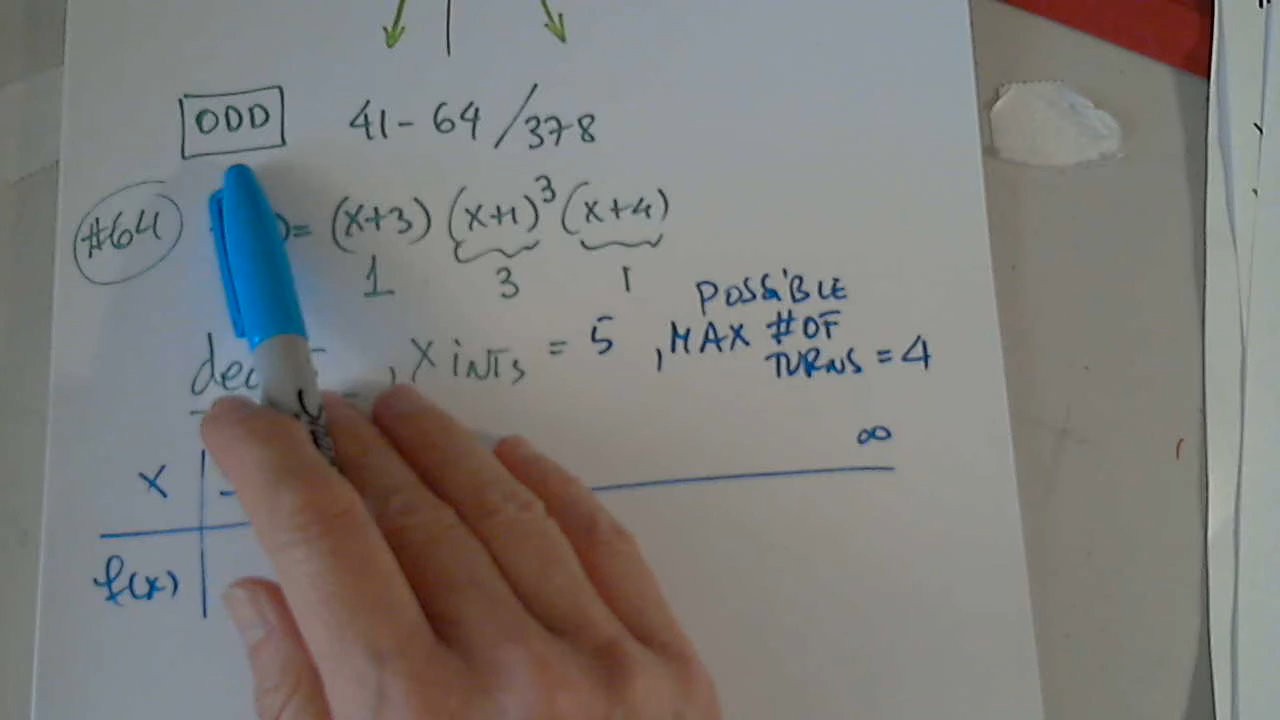 ODD 41-64/378
#64 )= (x+3) (x+1)³ (x+4)
1 3 1
, X INTS = 5 , MAX # OF TURNS = 4
POSSIBLE
x - ∞
f(x)